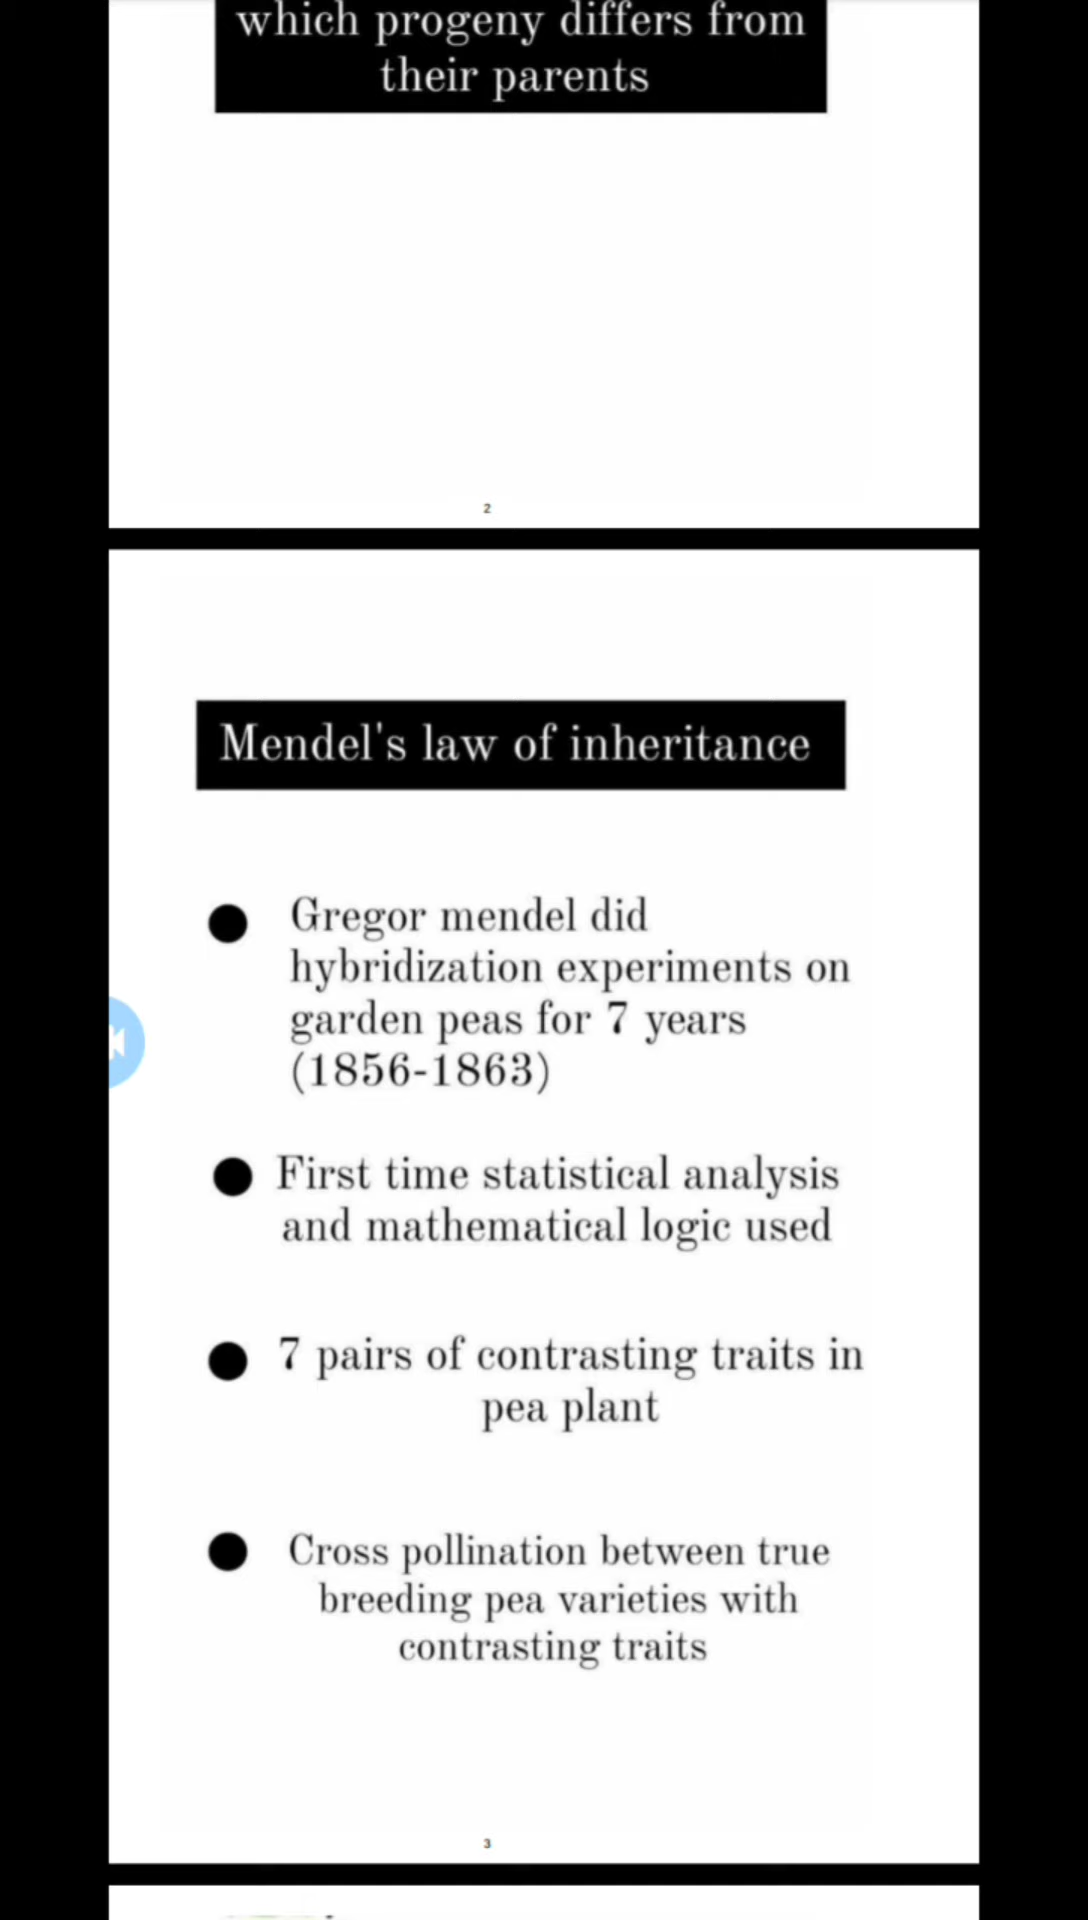 which progeny differs from
their parents
2
Mendel's law of inheritance
● Gregor mendel did
hybridization experiments on
garden peas for 7 years
(1856-1863)
● First time statistical analysis
and mathematical logic used
● 7 pairs of contrasting traits in
pea plant
● Cross pollination between true
breeding pea varieties with
contrasting traits
3